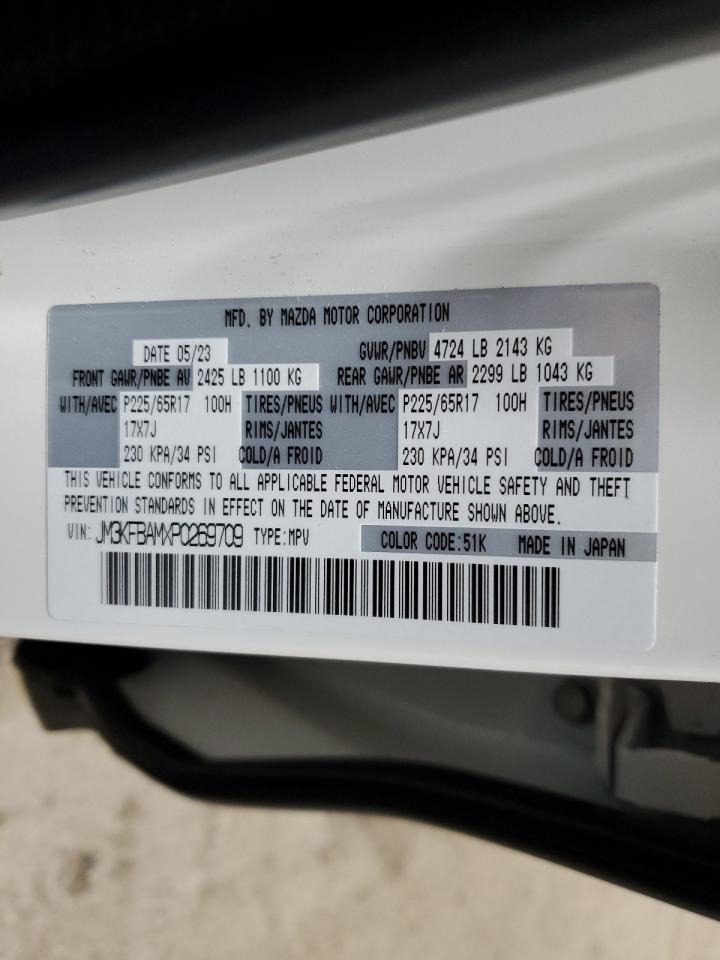 MFD. BY MAZDA MOTOR CORPORATION
DATE 05/23 GVWR/PNBV 4724 LB 2143 KG
FRONT GAWR/PNBE AV 2425 LB 1100 KG REAR GAWR/PNBE AR 2299 LB 1043 KG
WITH/AVEC P225/65R17 100H TIRES/PNEUS WITH/AVEC P225/65R17 100H TIRES/PNEUS
17X7J RIMS/JANTES 17X7J RIMS/JANTES
230 KPA/34 PSI COLD/A FROID 230 KPA/34 PSI COLD/A FROID
THIS VEHICLE CONFORMS TO ALL APPLICABLE FEDERAL MOTOR VEHICLE SAFETY AND THEFT
PREVENTION STANDARDS IN EFFECT ON THE DATE OF MANUFACTURE SHOWN ABOVE.
VIN: JM3KFBAMXP0269709 TYPE:MPV COLOR CODE:51K MADE IN JAPAN